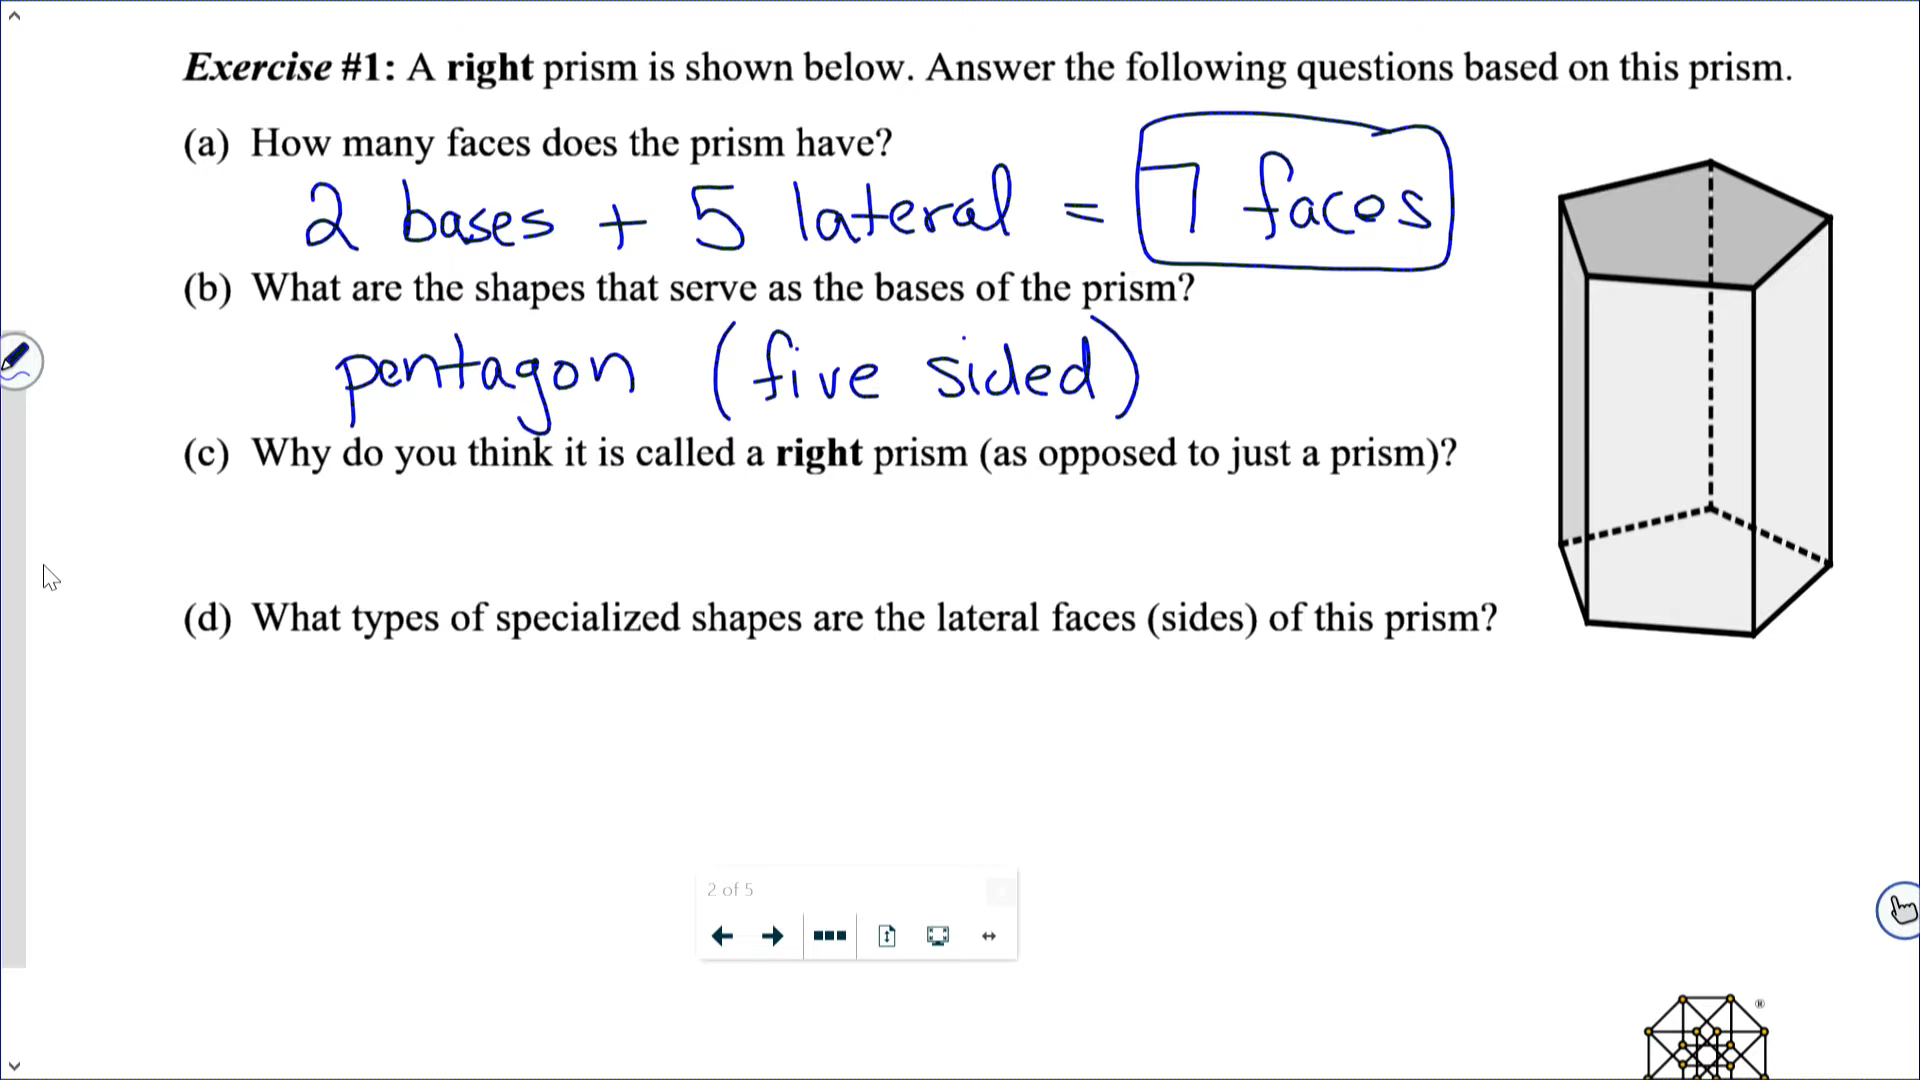 Exercise #1: A right prism is shown below. Answer the following questions based on this prism.
(a) How many faces does the prism have?
2 bases + 5 lateral = 7 faces
(b) What are the shapes that serve as the bases of the prism?
pentagon (five sided)
(c) Why do you think it is called a right prism (as opposed to just a prism)?
(d) What types of specialized shapes are the lateral faces (sides) of this prism?
2 of 5
®